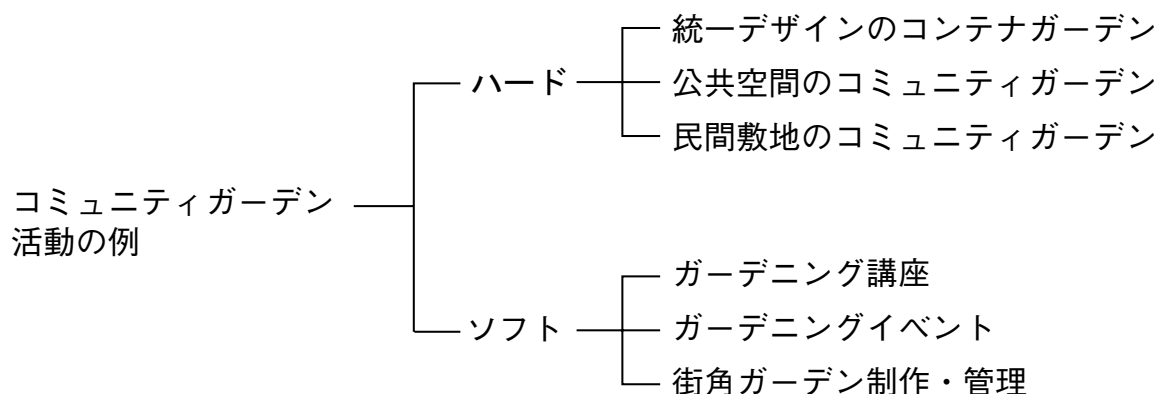 統一デザインのコンテナガーデン
ハード
公共空間のコミュニティガーデン
民間敷地のコミュニティガーデン
コミュニティガーデン
活動の例
ガーデニング講座
ソフト
ガーデニングイベント
街角ガーデン制作・管理